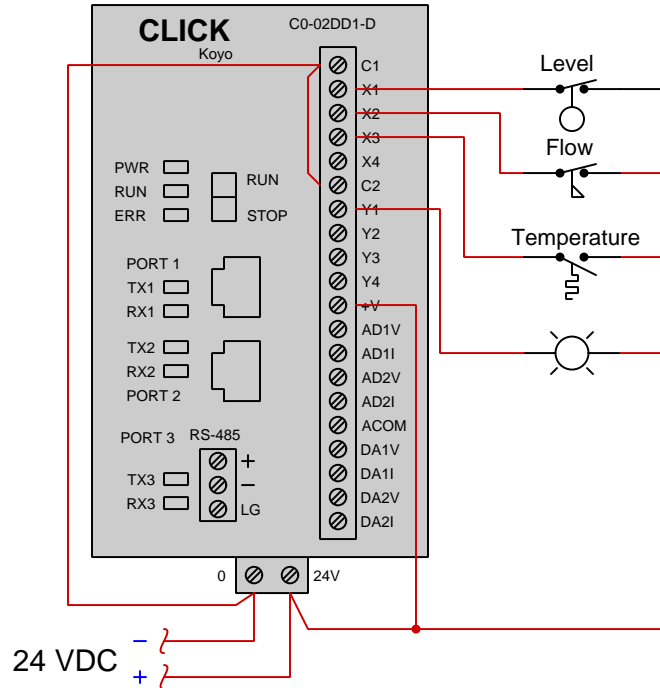 CLICK
C0-02DD1-D
Koyo
C1
X1
X2
X3
X4
C2
Y1
Y2
Y3
Y4
+V
AD1V
AD1I
AD2V
AD2I
ACOM
DA1V
DA1I
DA2V
DA2I
PWR
RUN
ERR
RUN
STOP
PORT 1
TX1
RX1
TX2
RX2
PORT 2
PORT 3
RS-485
TX3
RX3
+
−
LG
0
24V
24 VDC
−
+
Level
Flow
Temperature